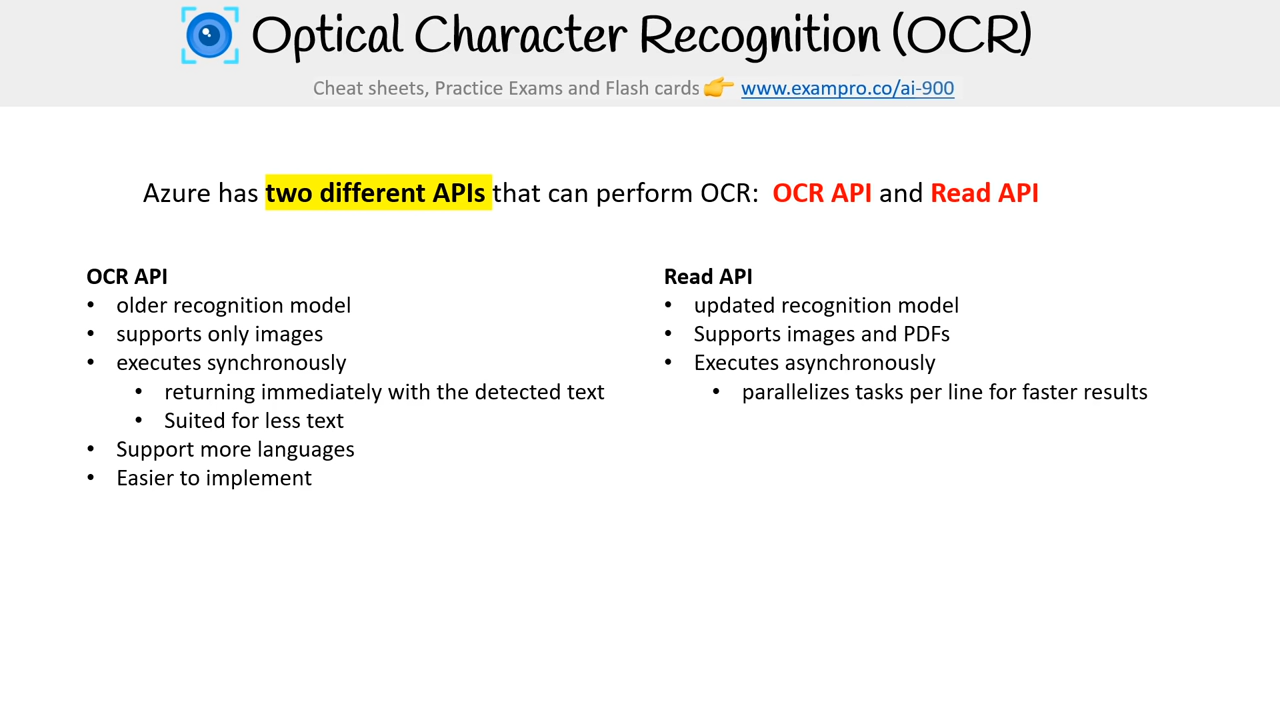 Optical Character Recognition (OCR)
Cheat sheets, Practice Exams and Flash cards 👉 www.exampro.co/ai-900
Azure has two different APIs that can perform OCR: OCR API and Read API
OCR API
• older recognition model
• supports only images
• executes synchronously
• returning immediately with the detected text
• Suited for less text
• Support more languages
• Easier to implement
Read API
• updated recognition model
• Supports images and PDFs
• Executes asynchronously
• parallelizes tasks per line for faster results